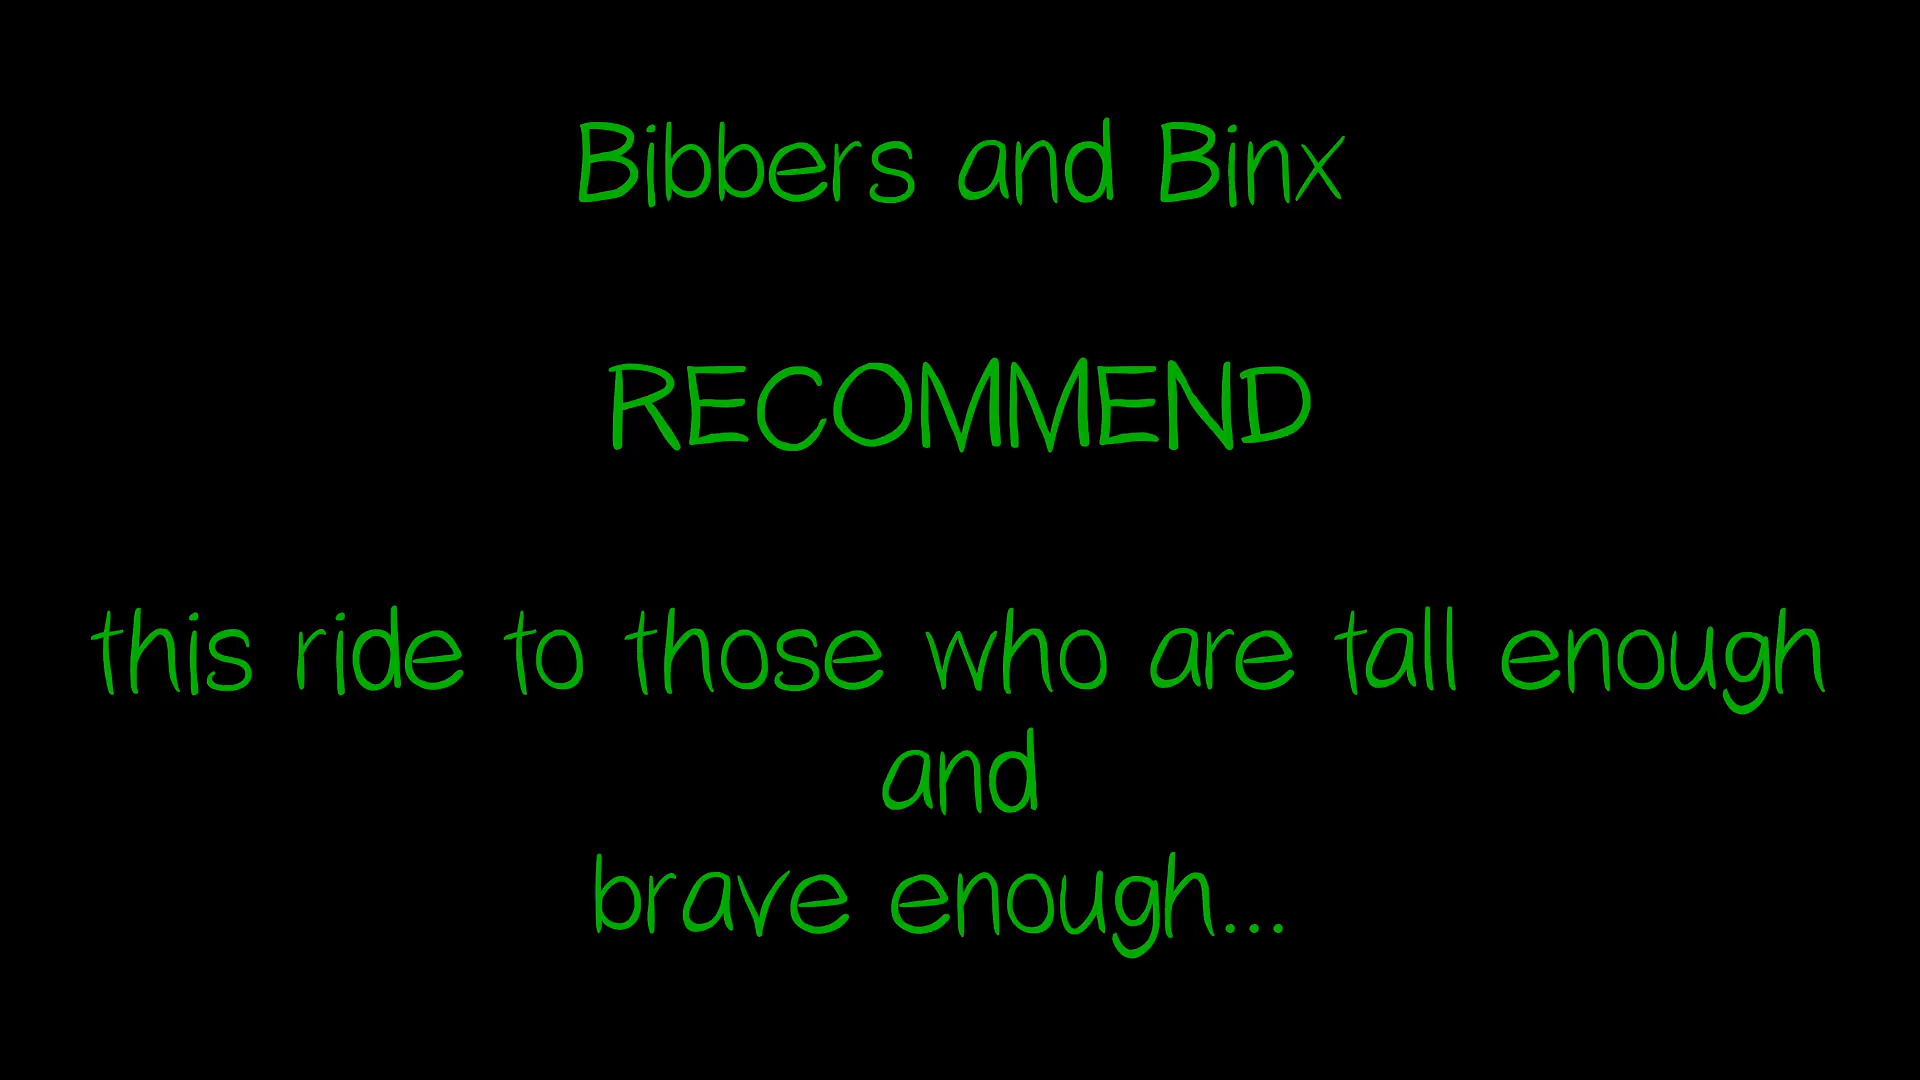 Bibbers and Binx
RECOMMEND
this ride to those who are tall enough
and
brave enough...